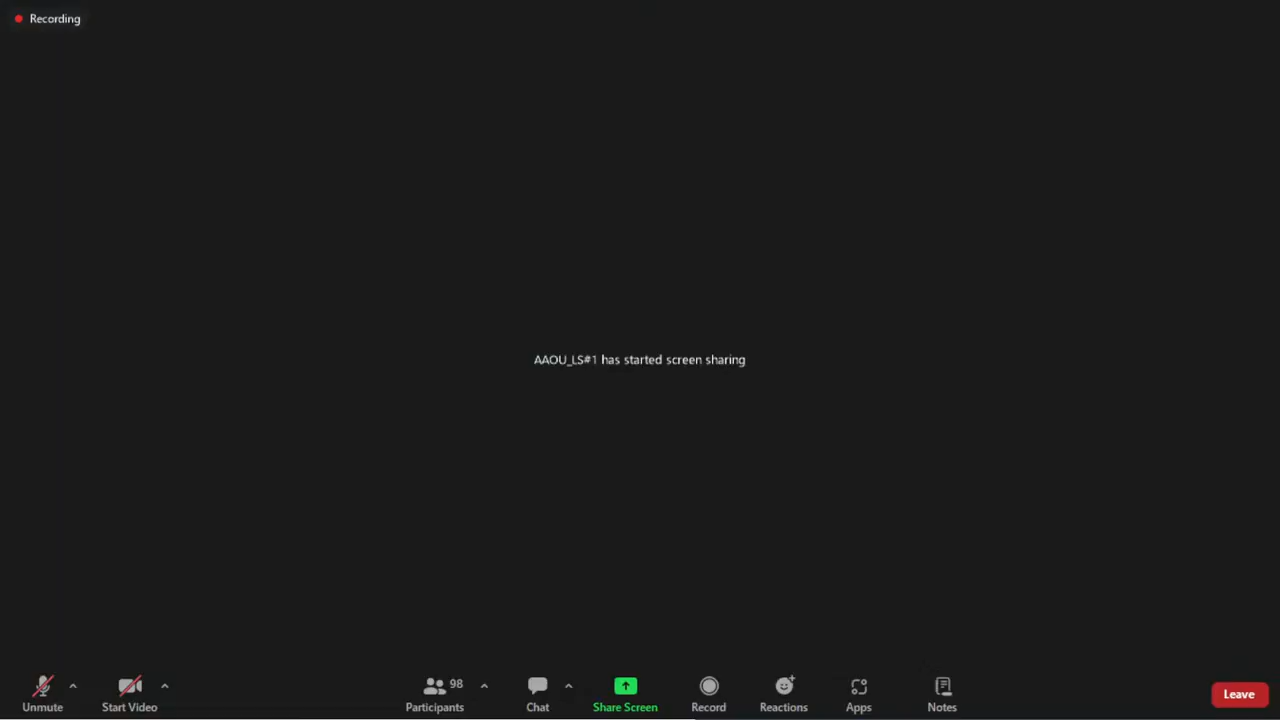 Recording
AAOU_LS#1 has started screen sharing
98
Unmute
Start Video
Participants
Chat
Share Screen
Record
Reactions
Apps
Notes
Leave